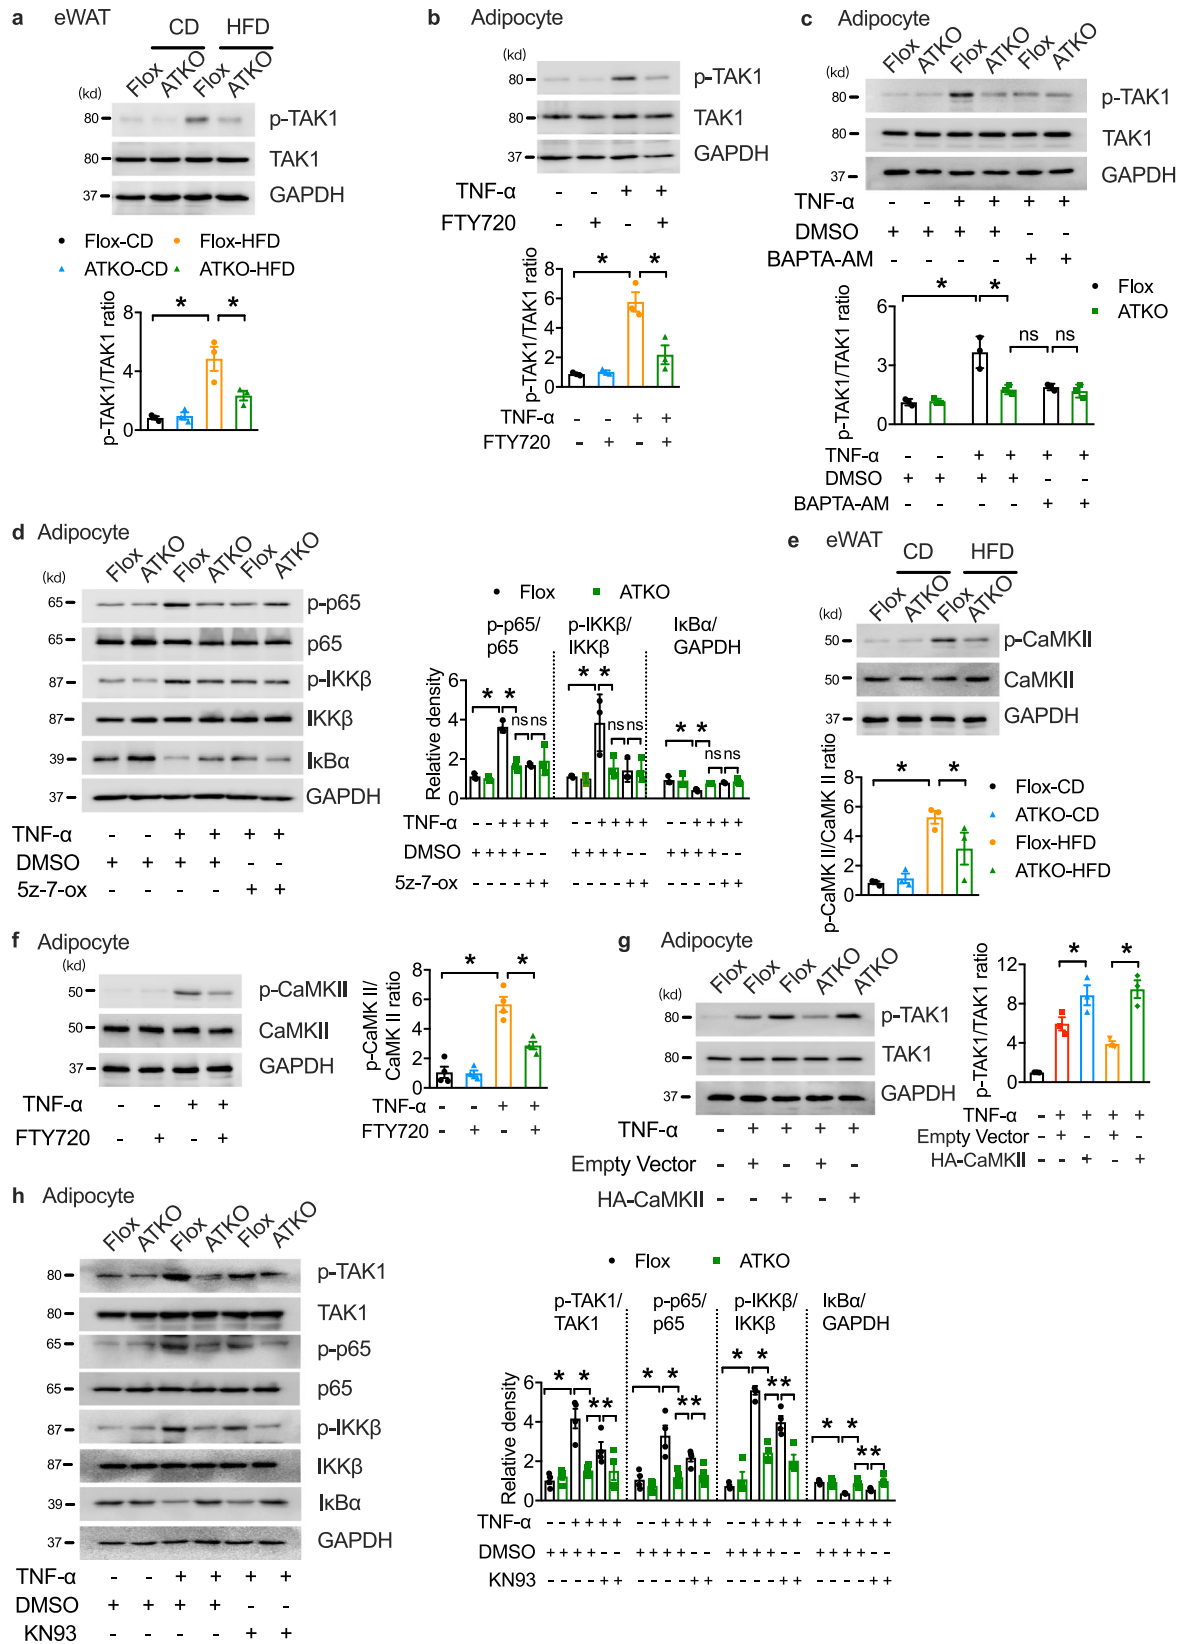 a eWAT
CD HFD
Flox ATKO Flox ATKO
(kd)
80 p-TAK1
80 TAK1
37 GAPDH
Flox-CD Flox-HFD
ATKO-CD ATKO-HFD
p-TAK1/TAK1 ratio
8
4
0
* *
b Adipocyte
(kd)
80 p-TAK1
80 TAK1
37 GAPDH
TNF-α - - + +
FTY720 - + - +
p-TAK1/TAK1 ratio
8
6
4
2
0
* *
TNF-α - - + +
FTY720 - + - +
c Adipocyte
Flox ATKO Flox ATKO Flox ATKO
(kd)
80 p-TAK1
80 TAK1
37 GAPDH
TNF-α - - + + + +
DMSO + + + + - -
BAPTA-AM - - - - + +
Flox
ATKO
p-TAK1/TAK1 ratio
6
4
2
0
* * ns ns
TNF-α - - + + + +
DMSO + + + + - -
BAPTA-AM - - - - + +
d Adipocyte
Flox ATKO Flox ATKO Flox ATKO
(kd)
65 p-p65
65 p65
87 p-IKKβ
87 IKKβ
39 IκBα
37 GAPDH
TNF-α - - + + + +
DMSO + + + + - -
5z-7-ox - - - - + +
Flox ATKO
p-p65/ p-IKKβ/ IκBα/
p65 IKKβ GAPDH
Relative density
6
4
2
0
* * ns ns * * ns ns * * ns ns
TNF-α - - + + + + - - + + + + - - + + + +
DMSO + + + + - - + + + + - - + + + + - -
5z-7-ox - - - - + + - - - - + + - - - - + +
e eWAT
CD HFD
Flox ATKO Flox ATKO
(kd)
50 p-CaMKII
50 CaMKII
37 GAPDH
p-CaMK II/CaMK II ratio
8
6
4
2
0
* *
Flox-CD
ATKO-CD
Flox-HFD
ATKO-HFD
f Adipocyte
(kd)
50 p-CaMKII
50 CaMKII
37 GAPDH
TNF-α - - + +
FTY720 - + - +
p-CaMK II/
CaMK II ratio
8
6
4
2
0
* *
TNF-α - - + +
FTY720 - + - +
g Adipocyte
Flox Flox Flox ATKO ATKO
(kd)
80 p-TAK1
80 TAK1
37 GAPDH
TNF-α - + + + +
Empty Vector - + - + -
HA-CaMKII - - + - +
p-TAK1/TAK1 ratio
12
8
4
0
* *
TNF-α - + + + +
Empty Vector - + - + -
HA-CaMKII - - + - +
h Adipocyte
Flox ATKO Flox ATKO Flox ATKO
80 p-TAK1
80 TAK1
65 p-p65
65 p65
87 p-IKKβ
87 IKKβ
39 IκBα
37 GAPDH
TNF-α - - + + + +
DMSO + + + + - -
KN93 - - - - + +
Flox ATKO
p-TAK1/ p-p65/ p-IKKβ/ IκBα/
TAK1 p65 IKKβ GAPDH
Relative density
6
4
2
0
* * * * * * * * * * * * * * * *
TNF-α - - + + + + - - + + + + - - + + + + - - + + + +
DMSO + + + + - - + + + + - - + + + + - - + + + + - -
KN93 - - - - + + - - - - + + - - - - + + - - - - + +